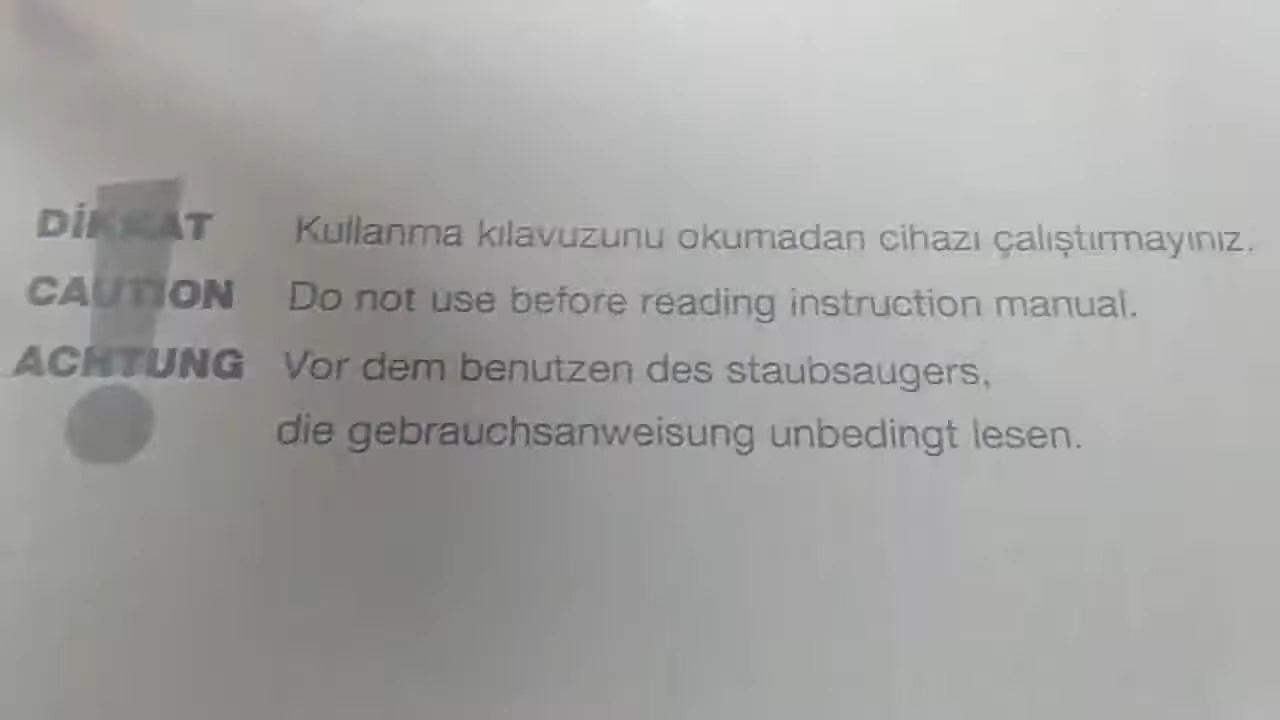 DİKKAT Kullanma kılavuzunu okumadan cihazı çalıştırmayınız.
CAUTION Do not use before reading instruction manual.
ACHTUNG Vor dem benutzen des staubsaugers,
die gebrauchsanweisung unbedingt lesen.